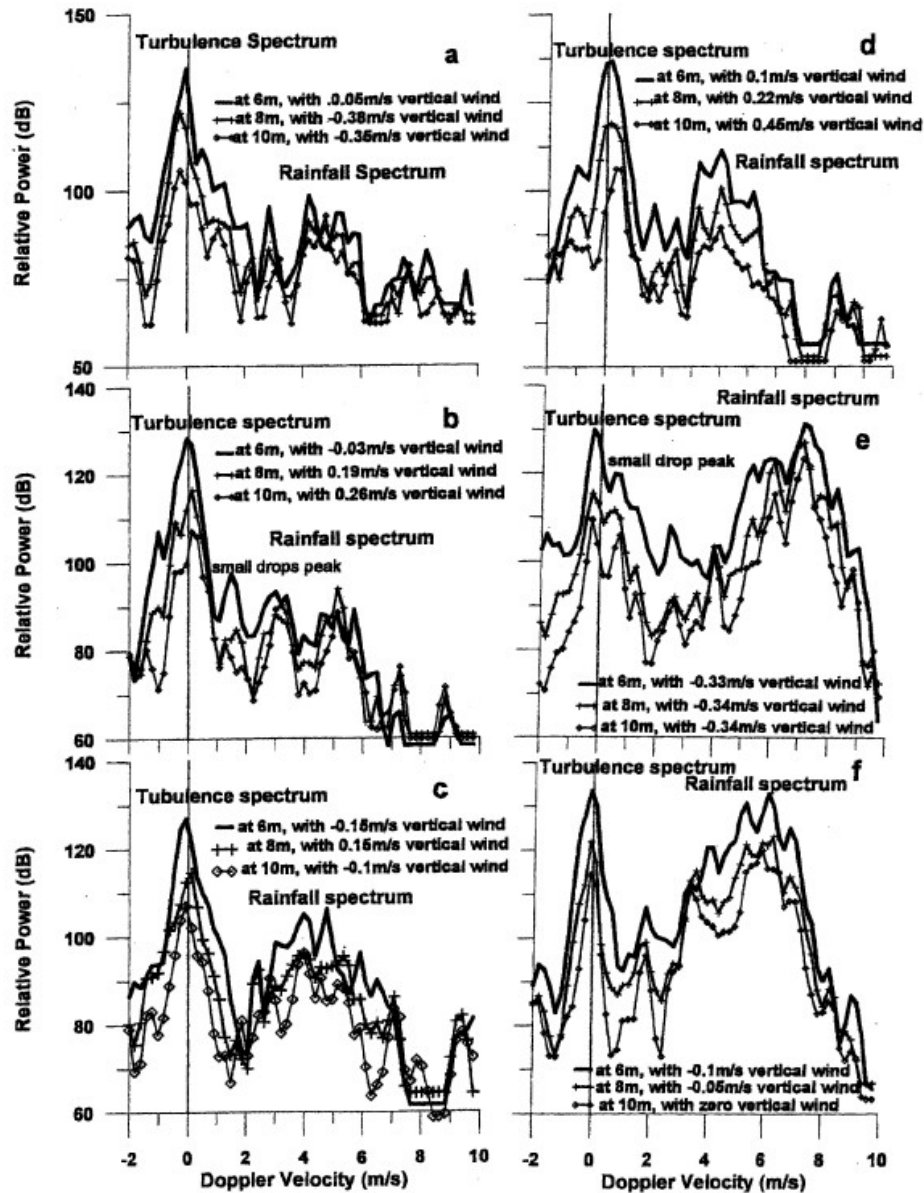 150
Turbulence Spectrum
a
at 6m, with .0.05m/s vertical wind
at 8m with -0.38m/s vertical wind
at 10m, with -0.35m/s vertical wind
Rainfall Spectrum
Relative Power (dB)
100
50
d
Turbulence spectrum
at 6m, with 0.1m/s vertical wind
at 8m, with 0.22m/s vertical wind
at 10m, with 0.45m/s vertical wind
Rainfall spectrum
140
Turbulence spectrum
b
at 6m, with -0.03m/s vertical wind
at 8m, with 0.19m/s vertical wind
at 10m, with 0.26m/s vertical wind
Rainfall spectrum
small drops peak
Relative Power (dB)
120
100
80
60
Rainfall spectrum
Turbulence spectrum
e
small drop peak
at 6m, with -0.33m/s vertical wind
at 8m, with -0.34m/s vertical wind
at 10m, with -0.34m/s vertical wind
140
Tubulence spectrum
c
at 6m, with -0.15m/s vertical wind
at 8m, with 0.15m/s vertical wind
at 10m, with -0.1m/s vertical wind
Rainfall spectrum
Relative Power (dB)
120
100
80
60
-2 0 2 4 6 8 10
Doppler Velocity (m/s)
Turbulence spectrum
f
Rainfall spectrum
at 6m, with -0.1m/s vertical wind
at 8m, with -0.05m/s vertical wind
at 10m, with zero vertical wind
-2 0 2 4 6 8 10
Doppler Velocity (m/s)